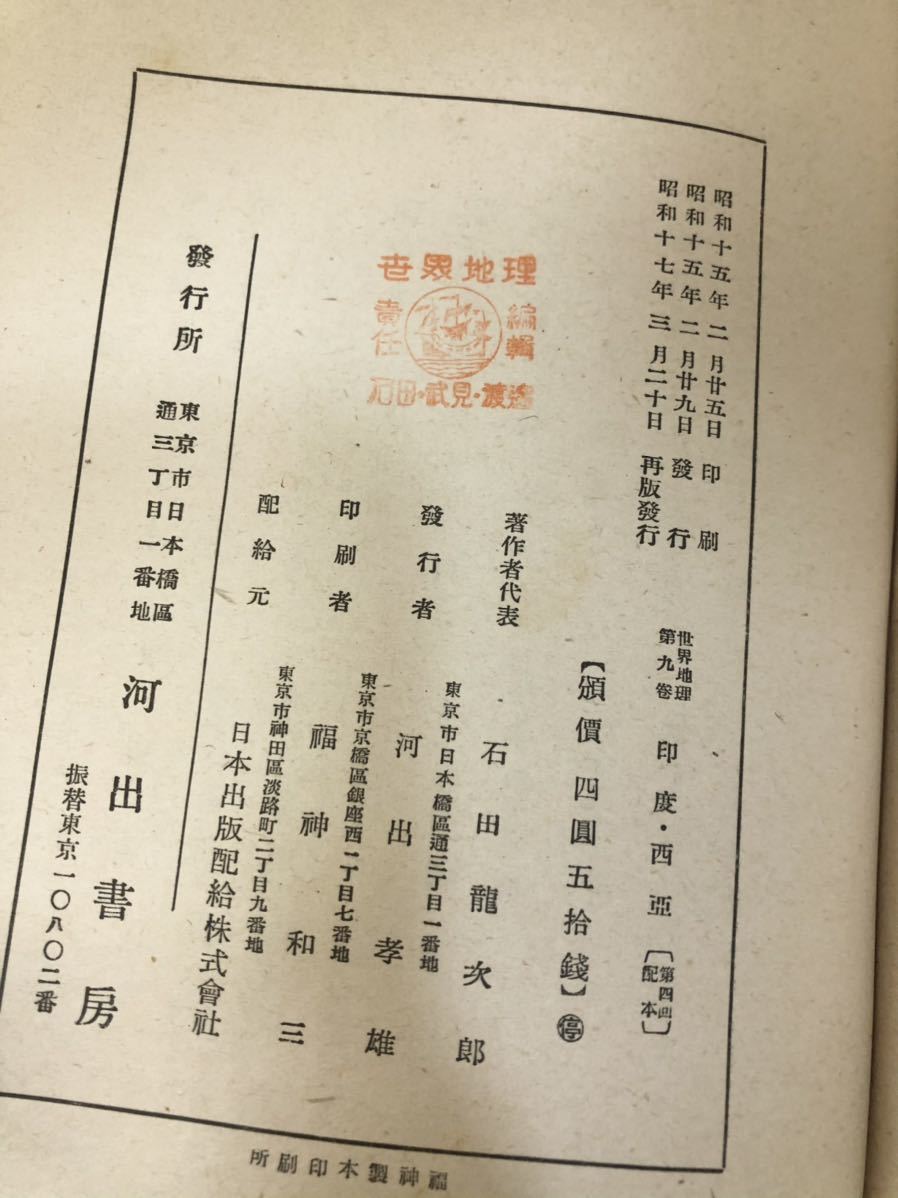 昭和十五年二月廿五日 印刷
昭和十五年二月廿九日 發行
昭和十七年三月二十日 再版發行
世界地理
第九卷
印度・西亞
〔第四囘
配本〕
【頒價 四圓五拾錢】㊡
理地界世
編輯
責任
石田・武見・渡邊
著作者代表 石田龍次郎
東京市日本橋區通三丁目一番地
發行者 河出孝雄
東京市京橋區銀座西一丁目七番地
印刷者 福神和三
東京市神田區淡路町二丁目九番地
配給元 日本出版配給株式會社
發行所
東京市日本橋區
通三丁目一番地
河出書房
振替東京一〇八〇二番
所刷印本製神福